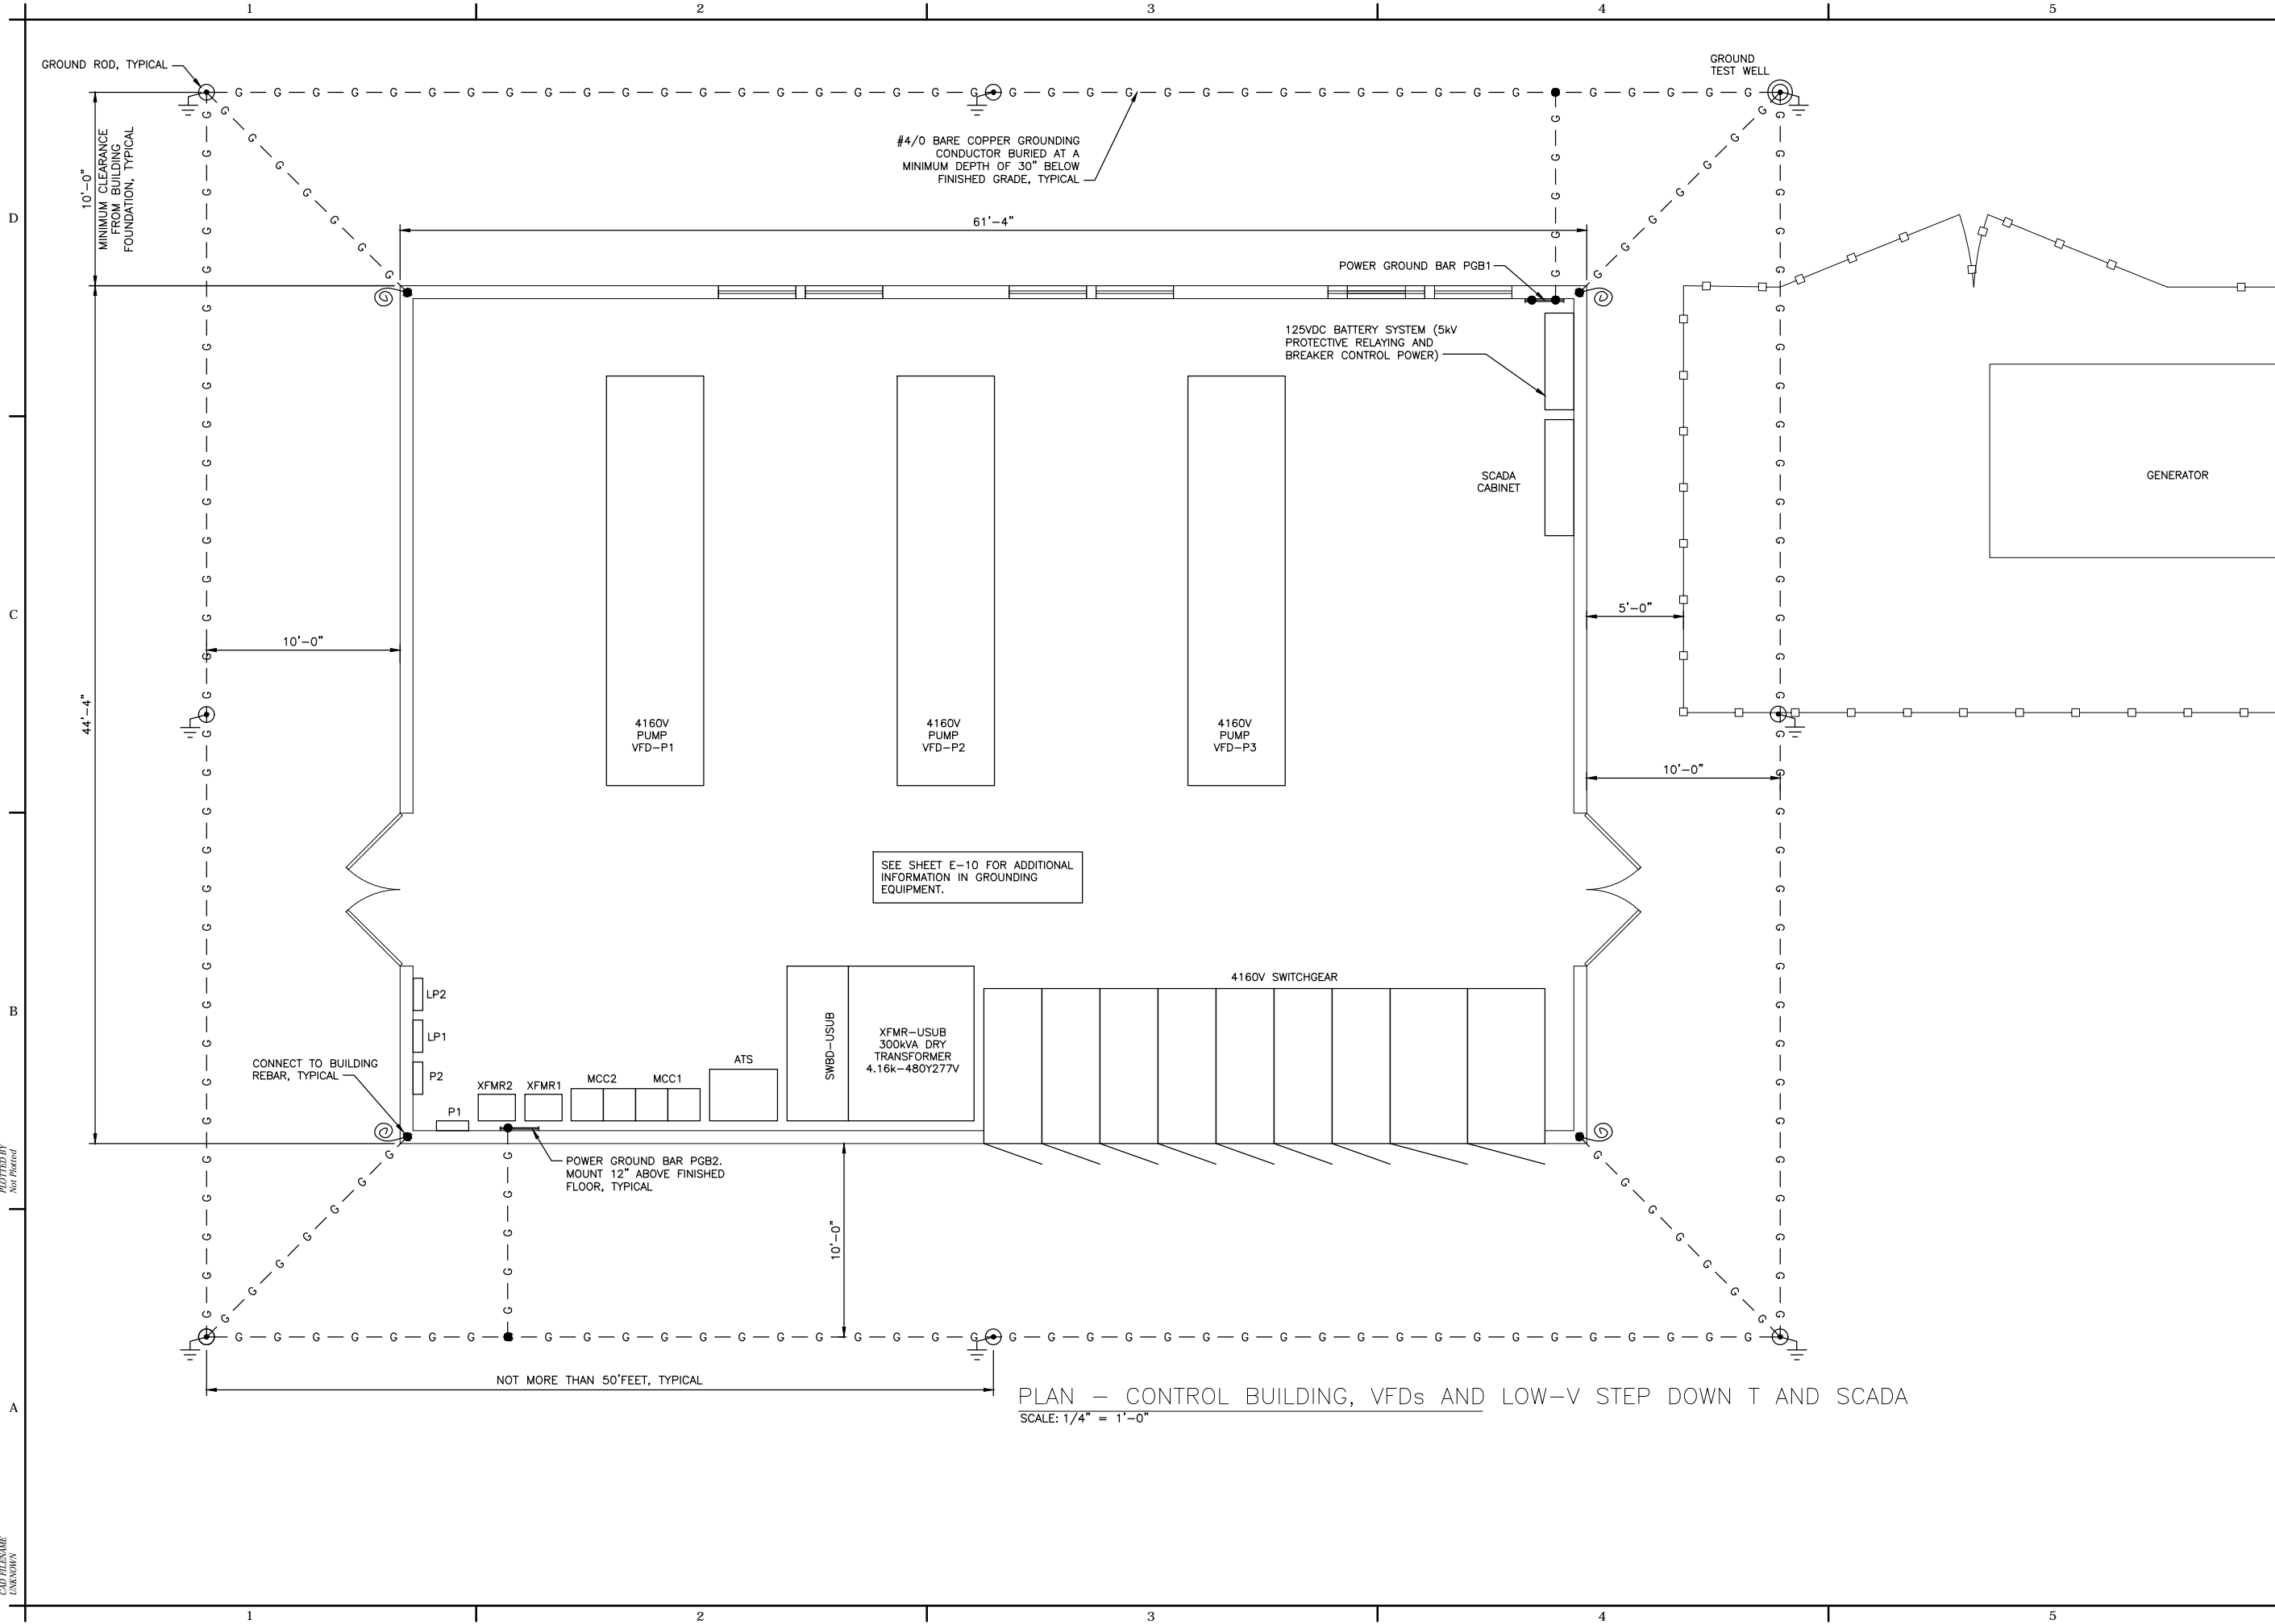 1
2
3
4
5
GROUND ROD, TYPICAL
GROUND
TEST WELL
#4/0 BARE COPPER GROUNDING
CONDUCTOR BURIED AT A
MINIMUM DEPTH OF 30" BELOW
FINISHED GRADE, TYPICAL
10'-0"
MINIMUM CLEARANCE
FROM BUILDING
FOUNDATION, TYPICAL
D
61'-4"
POWER GROUND BAR PGB1
125VDC BATTERY SYSTEM (5kV
PROTECTIVE RELAYING AND
BREAKER CONTROL POWER)
SCADA
CABINET
GENERATOR
C
5'-0"
10'-0"
44'-4"
4160V
PUMP
VFD-P1
4160V
PUMP
VFD-P2
4160V
PUMP
VFD-P3
10'-0"
SEE SHEET E-10 FOR ADDITIONAL
INFORMATION IN GROUNDING
EQUIPMENT.
4160V SWITCHGEAR
B
LP2
LP1
P2
P1
CONNECT TO BUILDING
REBAR, TYPICAL
XFMR2
XFMR1
MCC2
MCC1
ATS
SWBD-USUB
XFMR-USUB
300kVA DRY
TRANSFORMER
4.16k-480Y277V
POWER GROUND BAR PGB2.
MOUNT 12" ABOVE FINISHED
FLOOR, TYPICAL
10'-0"
PLOTTED BY
Not Plotted
NOT MORE THAN 50'FEET, TYPICAL
A
PLAN - CONTROL BUILDING, VFDs AND LOW-V STEP DOWN T AND SCADA
SCALE: 1/4" = 1'-0"
CAD FILENAME
UNKNOWN
1
2
3
4
5